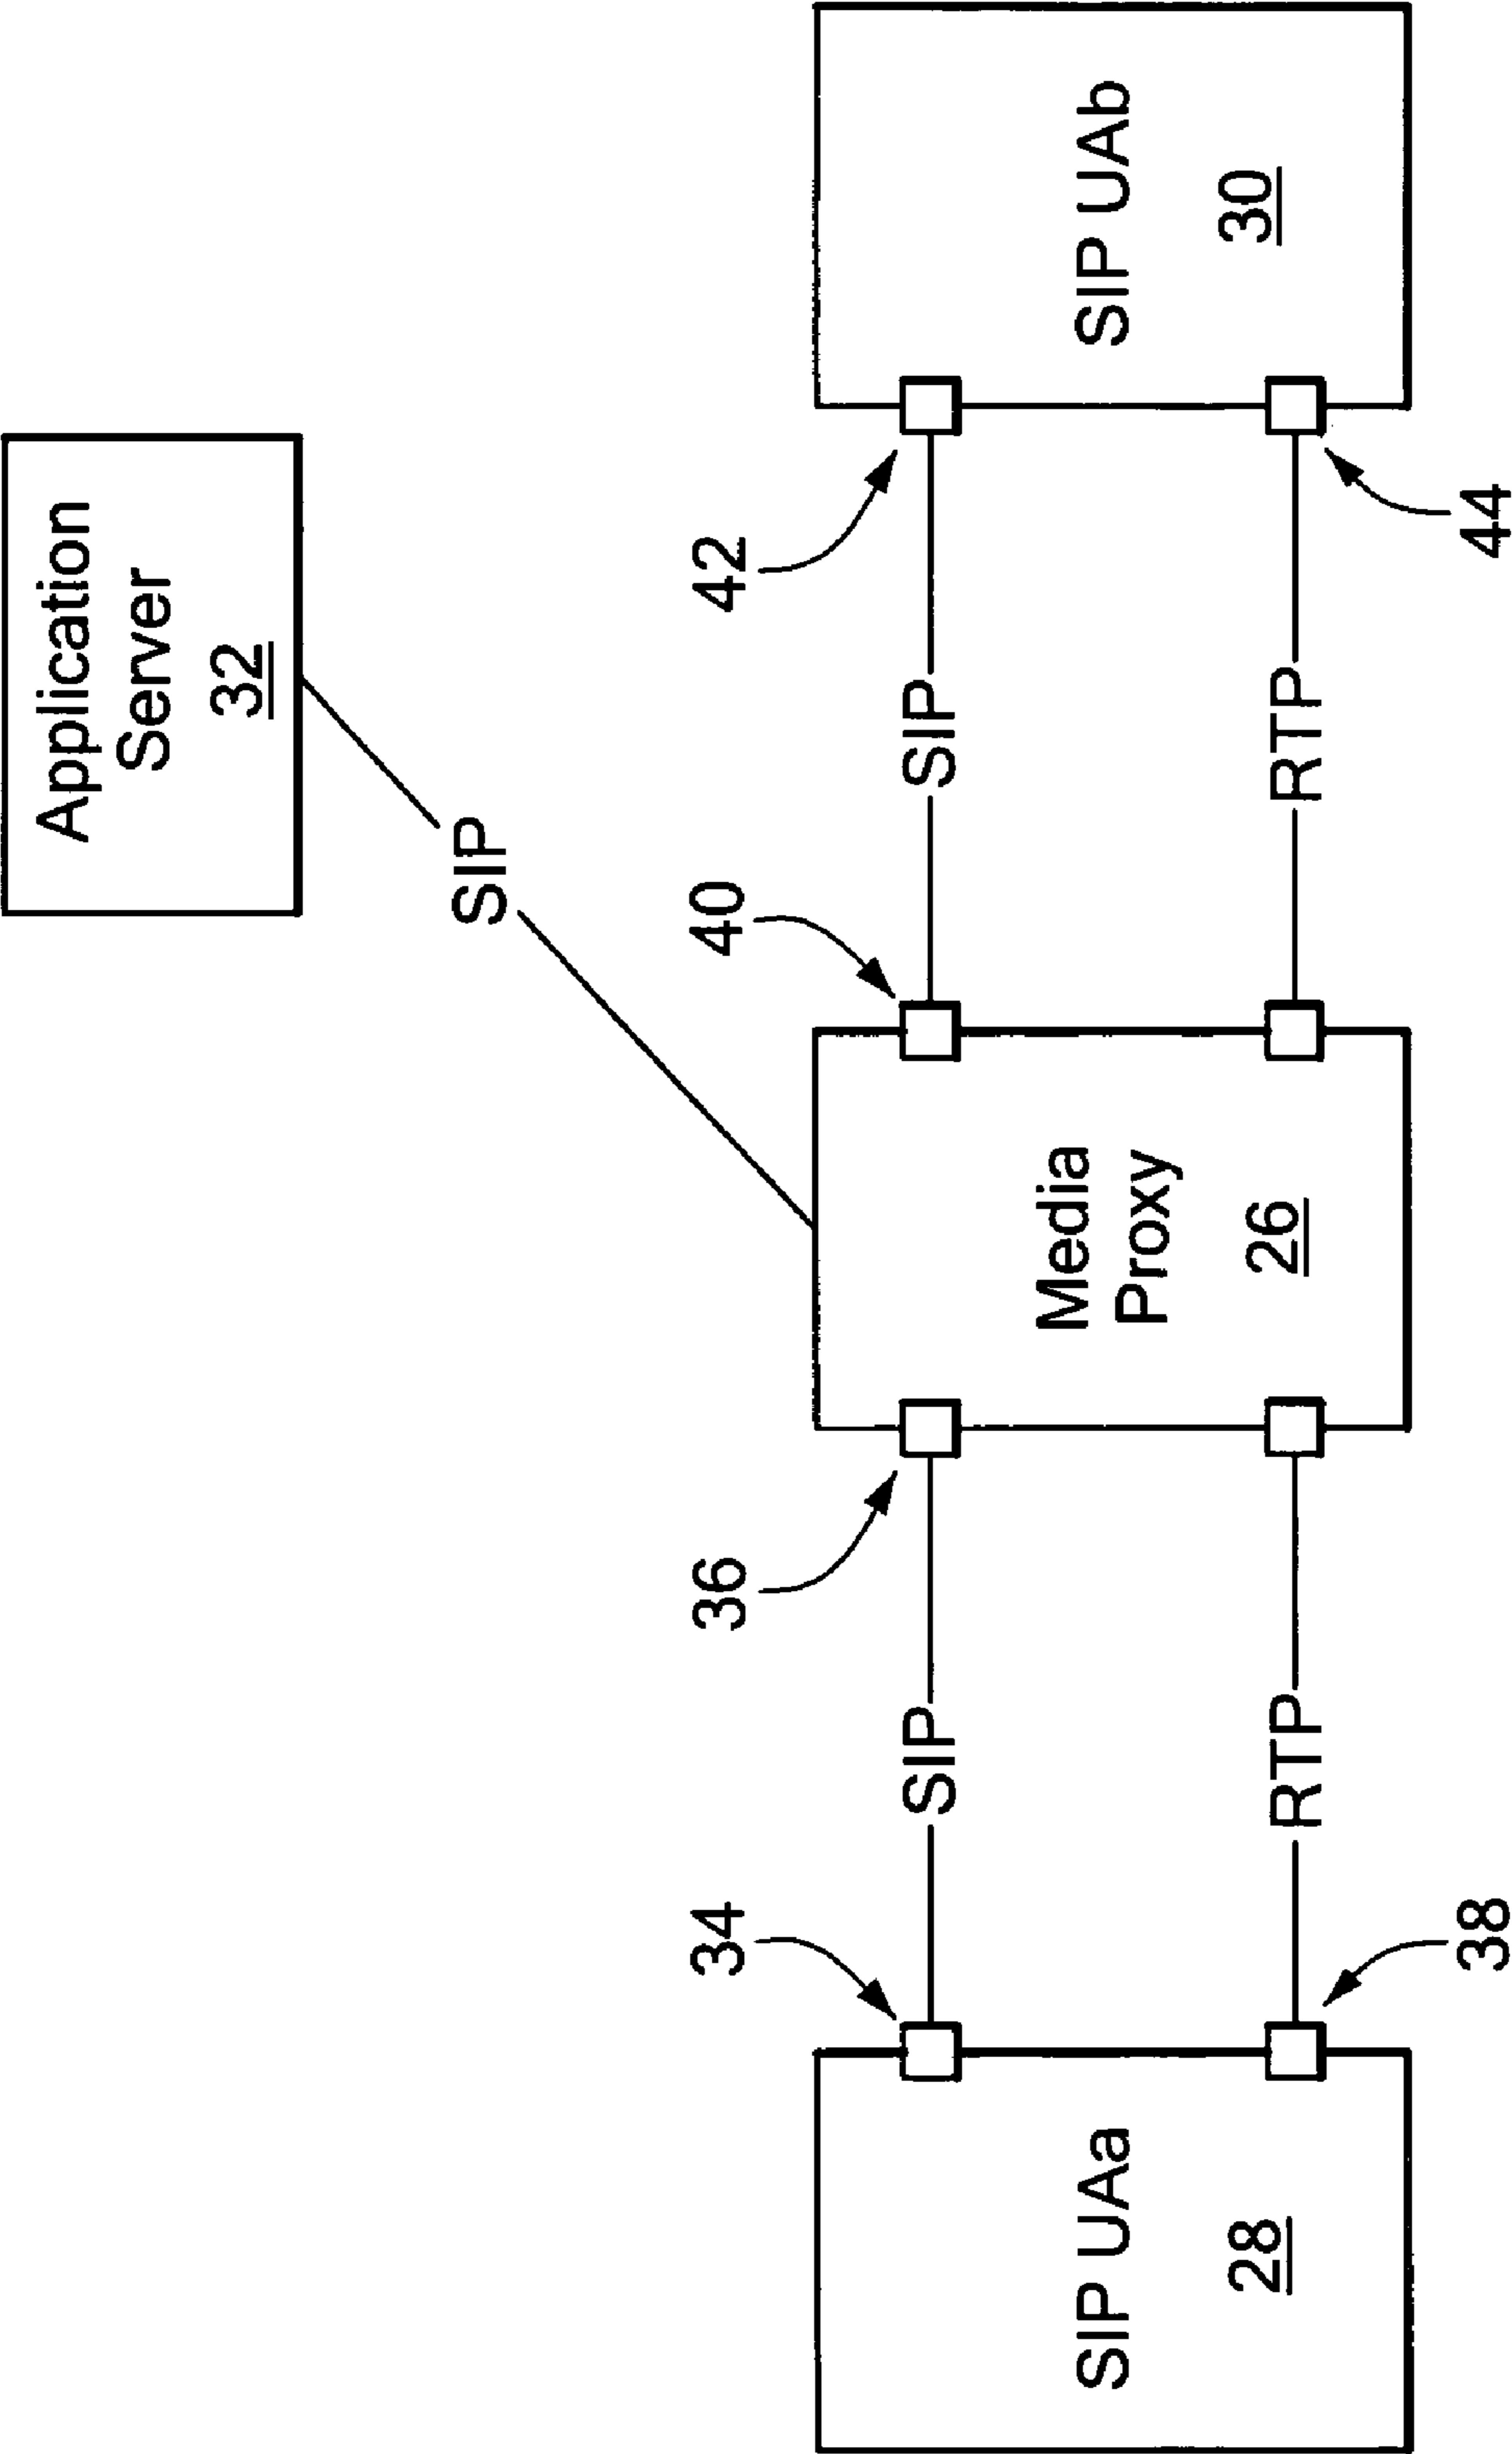 Application
Server
32
SIP
34
36
40
42
SIP
SIP
SIP UAa
28
Media
Proxy
26
SIP UAb
30
RTP
RTP
38
44